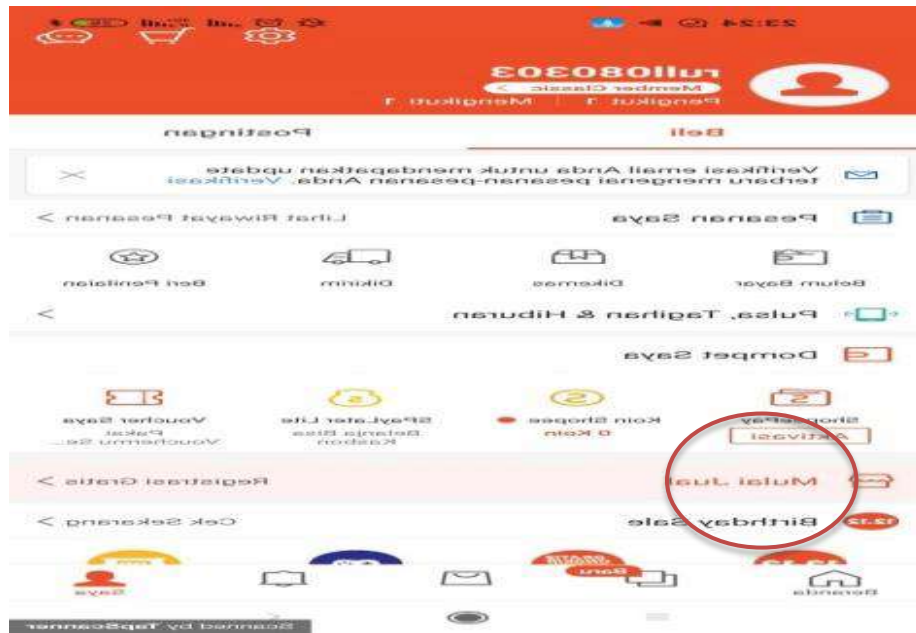 23:24
rull080303
Member Classic >
Pengikut 1 | Mengikuti 1
Beli Postingan
Verifikasi email Anda untuk mendapatkan update
terbaru mengenai pesanan-pesanan Anda. Verifikasi
Pesanan Saya Lihat Riwayat Pesanan >
Belum Bayar Dikemas Dikirim Beri Penilaian
Pulsa, Tagihan & Hiburan >
Dompet Saya
ShopeePay Koin Shopee SPayLater Lite Voucher Saya
Aktivasi 0 Koin Belanja Bisa Pakai
Kasbon Vouchermu Se...
Mulai Jual Registrasi Gratis >
12.12 Birthday Sale Cek Sekarang >
Baru
Beranda Saya
Scanned by TapScanner